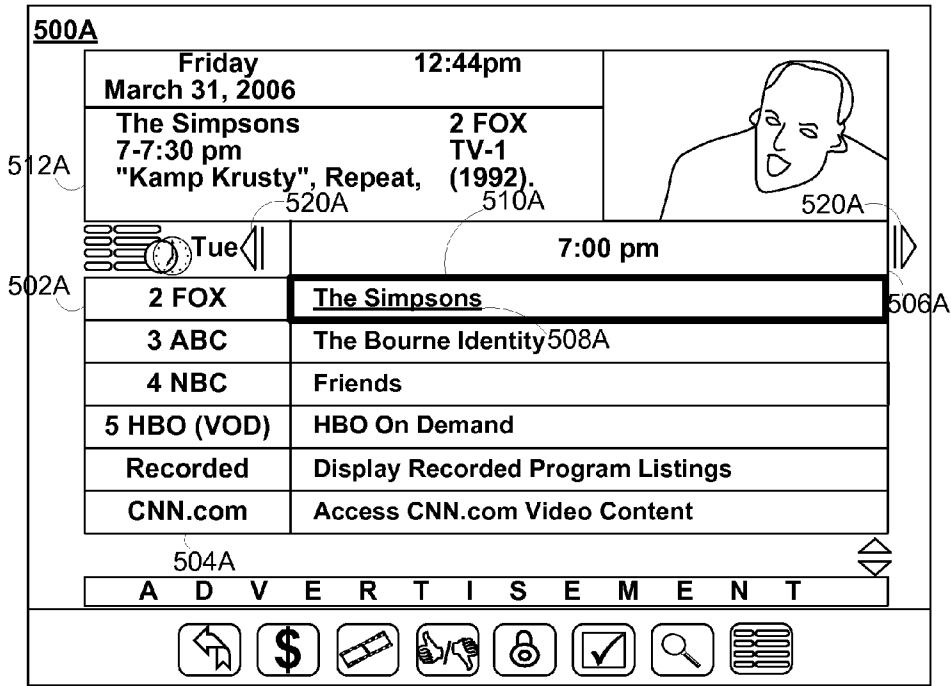 500A
Friday 12:44pm
March 31, 2006
The Simpsons 2 FOX
7-7:30 pm TV-1
"Kamp Krusty", Repeat, (1992).
512A
520A 510A 520A
Tue 7:00 pm
502A 506A
2 FOX The Simpsons
3 ABC The Bourne Identity 508A
4 NBC Friends
5 HBO (VOD) HBO On Demand
Recorded Display Recorded Program Listings
CNN.com Access CNN.com Video Content
504A
A D V E R T I S E M E N T
$ /